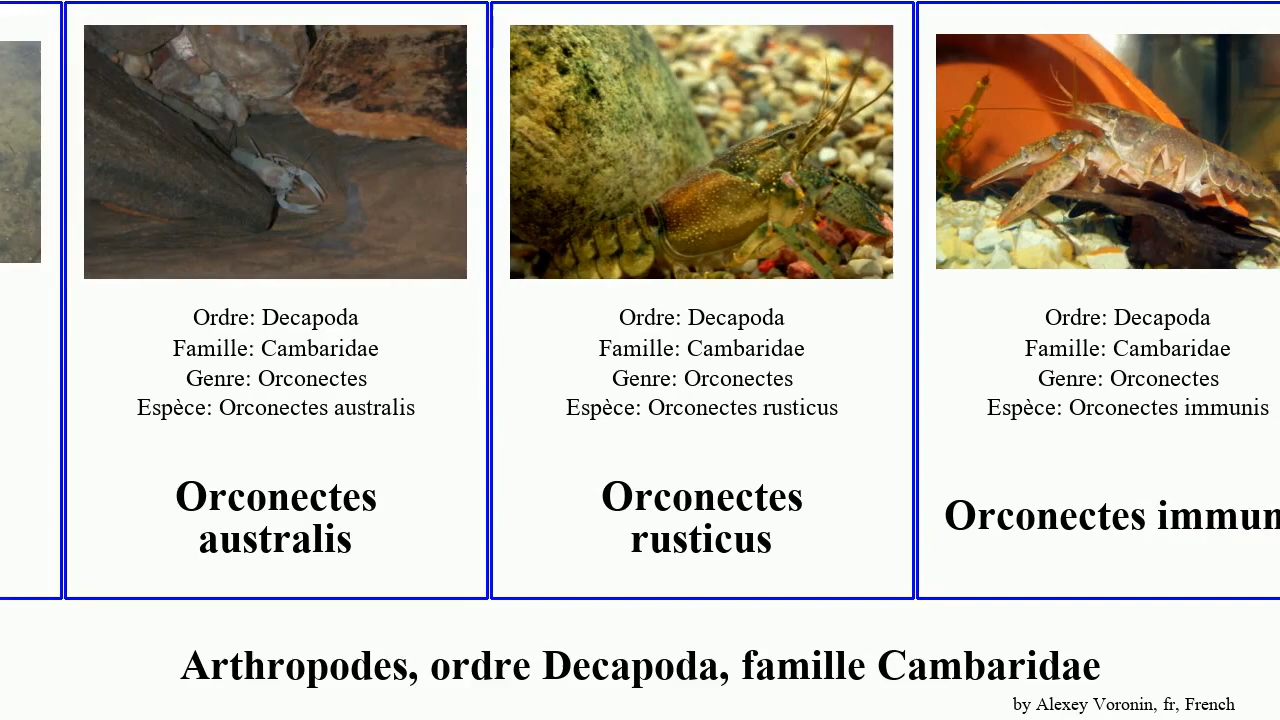 Ordre: Decapoda
Famille: Cambaridae
Genre: Orconectes
Espèce: Orconectes australis
Orconectes
australis
Ordre: Decapoda
Famille: Cambaridae
Genre: Orconectes
Espèce: Orconectes rusticus
Orconectes
rusticus
Ordre: Decapoda
Famille: Cambaridae
Genre: Orconectes
Espèce: Orconectes immunis
Orconectes immun
Arthropodes, ordre Decapoda, famille Cambaridae
by Alexey Voronin, fr, French